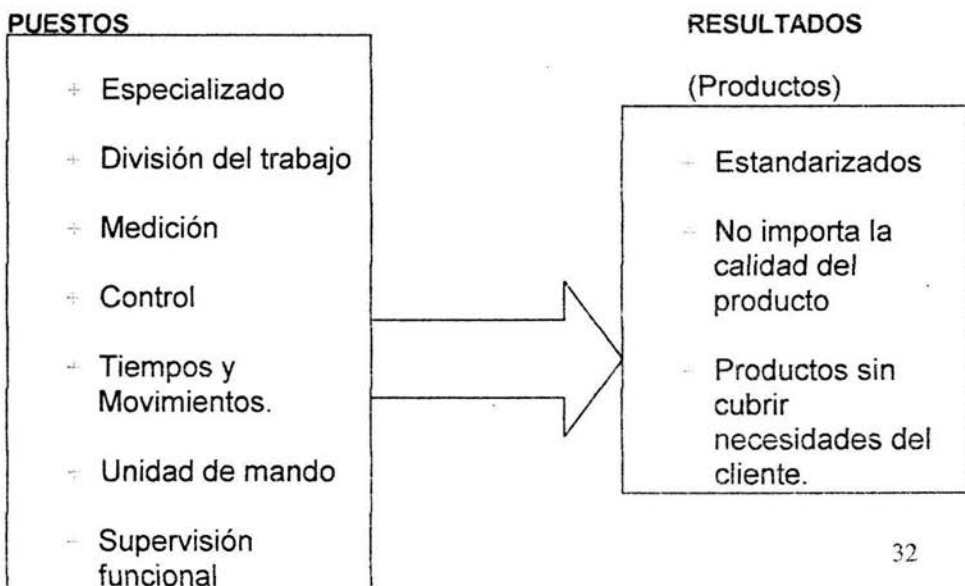 PUESTOS
Especializado
División del trabajo
Medición
Control
Tiempos y
Movimientos.
Unidad de mando
Supervisión
funcional
RESULTADOS
(Productos)
Estandarizados
No importa la
calidad del
producto
Productos sin
cubrir
necesidades del
cliente.
32